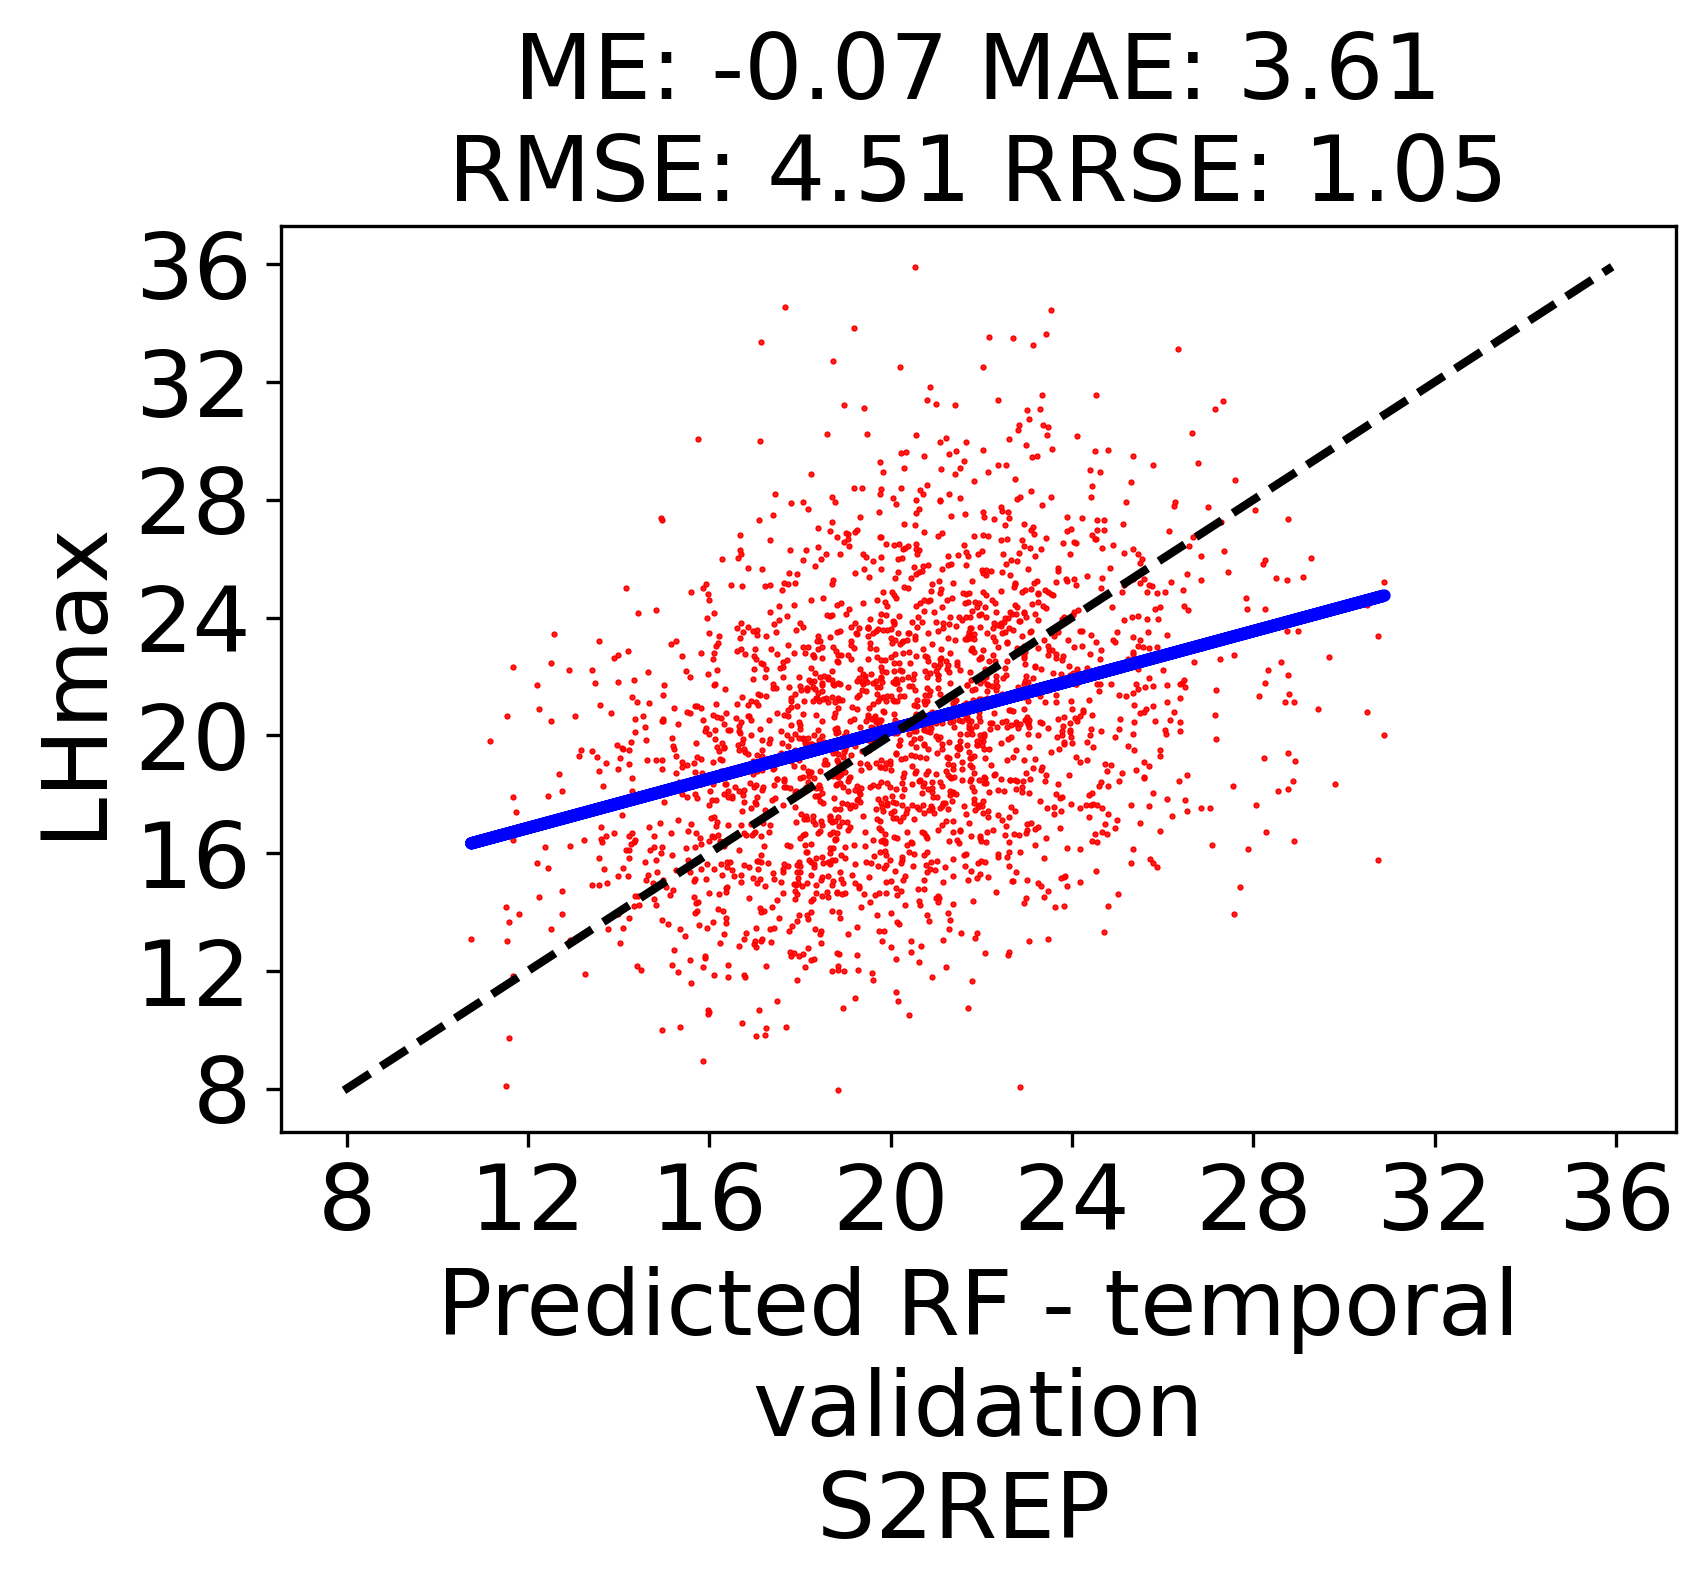 ME: -0.07 MAE: 3.61
RMSE: 4.51 RRSE: 1.05
36
32
28
24
20
16
12
8
LHmax
8 12 16 20 24 28 32 36
Predicted RF - temporal
validation
S2REP